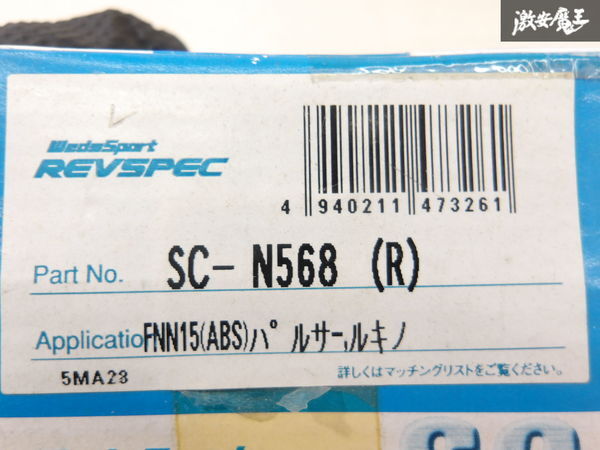 激安魔王
WedsSport
REVSPEC
4 940211 473261
Part No. SC- N568 (R)
Applicatio FNN15(ABS)パルサー,ルキノ
5MA23
詳しくはマッチングリストをご覧ください。